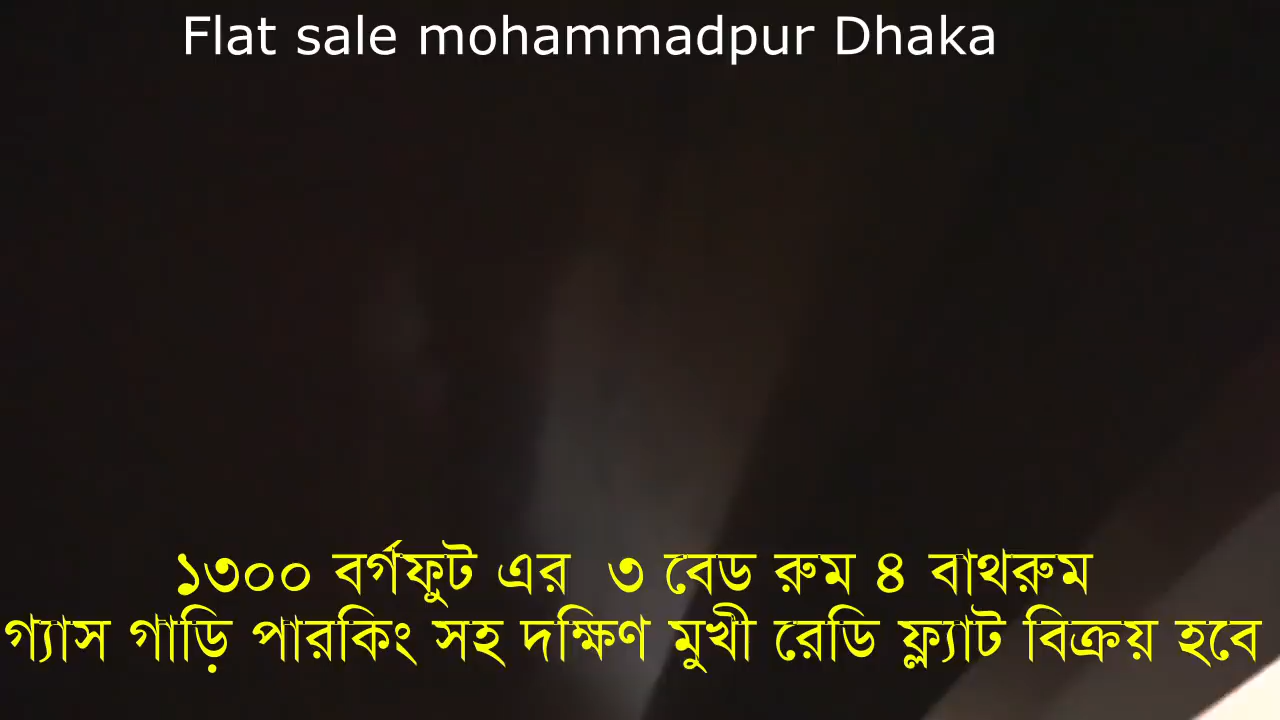 Flat sale mohammadpur Dhaka
১৩০০ বর্গফুট এর ৩ বেড রুম ৪ বাথরুম
গ্যাস গাড়ি পারকিং সহ দক্ষিণ মুখী রেডি ফ্ল্যাট বিক্রয় হবে